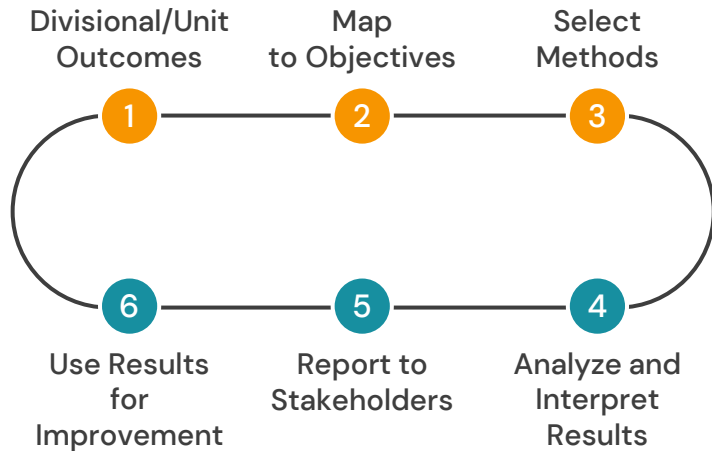 Divisional/Unit
Outcomes
Map
to Objectives
Select
Methods
1
2
3
6
5
4
Use Results
for
Improvement
Report to
Stakeholders
Analyze and
Interpret
Results